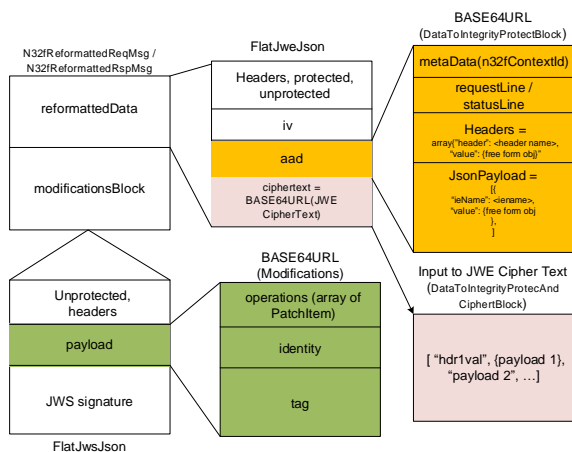 N32fReformattedReqMsg /
N32fReformattedRspMsg
reformattedData
modificationsBlock
FlatJweJson
Headers, protected,
unprotected
iv
aad
ciphertext =
BASE64URL(JWE
CipherText)
BASE64URL
(DataToIntegrityProtectBlock)
metaData(n32fContextId)
requestLine /
statusLine
Headers =
array{"header": <header name>,
"value": {free form obj}"
JsonPayload =
[{
"ieName": <iename>,
"value": {free form obj
},
]
Unprotected,
headers
payload
JWS signature
FlatJwsJson
BASE64URL
(Modifications)
operations (array of
PatchItem)
identity
tag
Input to JWE Cipher Text
(DataToIntegrityProtecAnd
CiphertBlock)
[ "hdr1val", {payload 1},
"payload 2", …]